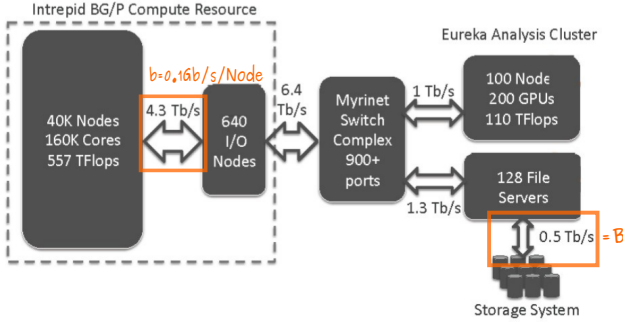 Intrepid BG/P Compute Resource
Eureka Analysis Cluster
b=0.1Gb/s/Node
40K Nodes
160K Cores
557 TFlops
4.3 Tb/s
640
I/O
Nodes
6.4
Tb/s
Myrinet
Switch
Complex
900+
ports
1 Tb/s
100 Node
200 GPUs
110 TFlops
1.3 Tb/s
128 File
Servers
0.5 Tb/s
= B
Storage System